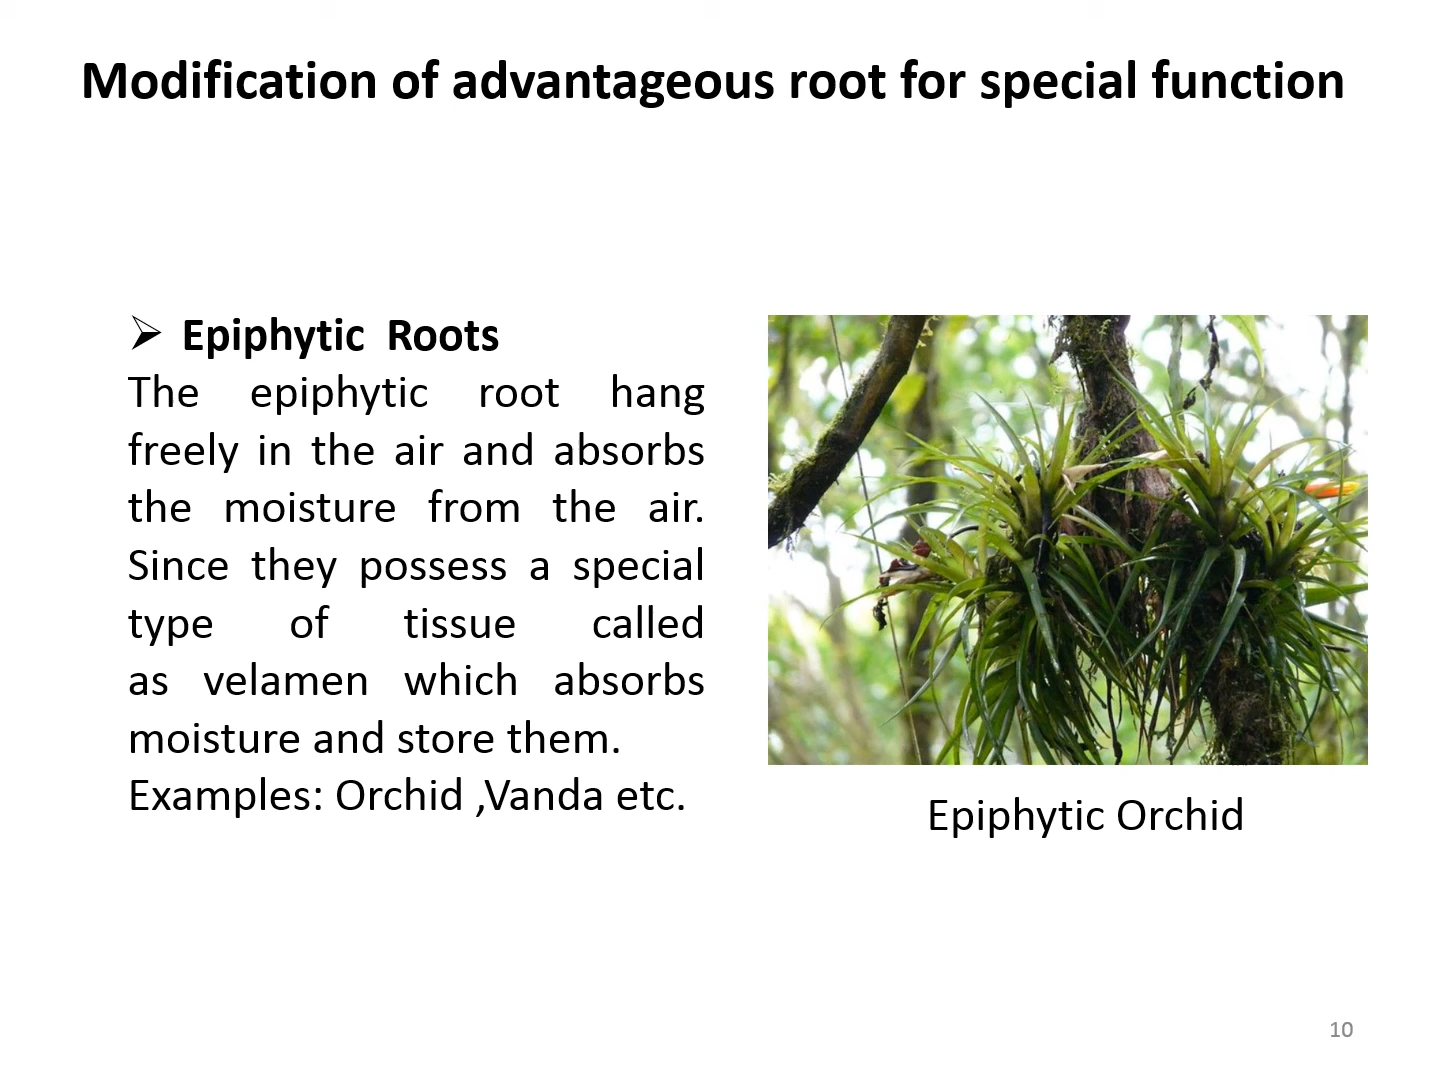 Modification of advantageous root for special function
➢ Epiphytic Roots
The epiphytic root hang
freely in the air and absorbs
the moisture from the air.
Since they possess a special
type of tissue called
as velamen which absorbs
moisture and store them.
Examples: Orchid ,Vanda etc.
Epiphytic Orchid
10